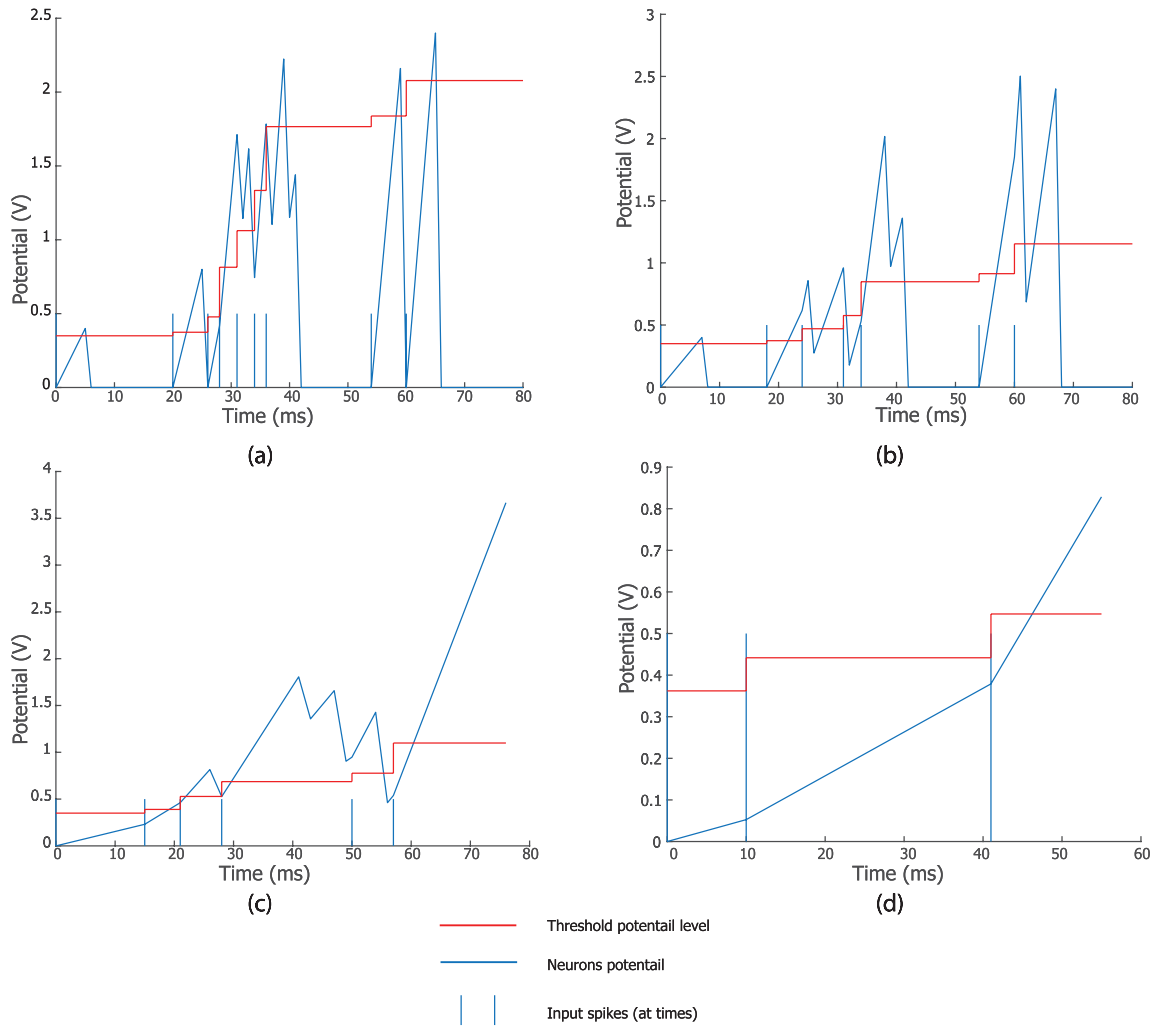 2.5
2
1.5
1
0.5
0
Potential (V)
0 10 20 30 40 50 60 70 80
Time (ms)
(a)
3
2.5
2
1.5
1
0.5
0
Potential (V)
0 10 20 30 40 50 60 70 80
Time (ms)
(b)
4
3.5
3
2.5
2
1.5
1
0.5
0
Potential (V)
0 10 20 30 40 50 60 70 80
Time (ms)
(c)
0.9
0.8
0.7
0.8
0.5
0.4
0.3
0.2
0.1
0
Potential (V)
0 10 20 30 40 50 60
Time (ms)
(d)
Threshold potentail level
Neurons potentail
Input spikes (at times)